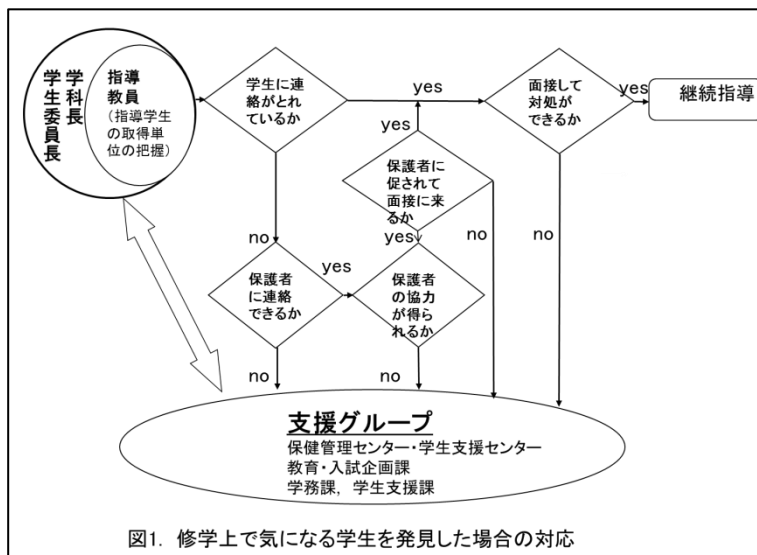 学生委員長
学科長
指導
教員
(指導学生
の取得単
位の把握)
学生に連
絡がとれ
ているか
yes
面接して
対処が
できるか
yes
継続指導
yes
保護者に
促されて
面接に来
るか
no
yes
no
no
保護者
に連絡
できるか
yes
保護者
の協力
が得ら
れるか
no
no
支援グループ
保健管理センター・学生支援センター
教育・入試企画課
学務課, 学生支援課
図1. 修学上で気になる学生を発見した場合の対応